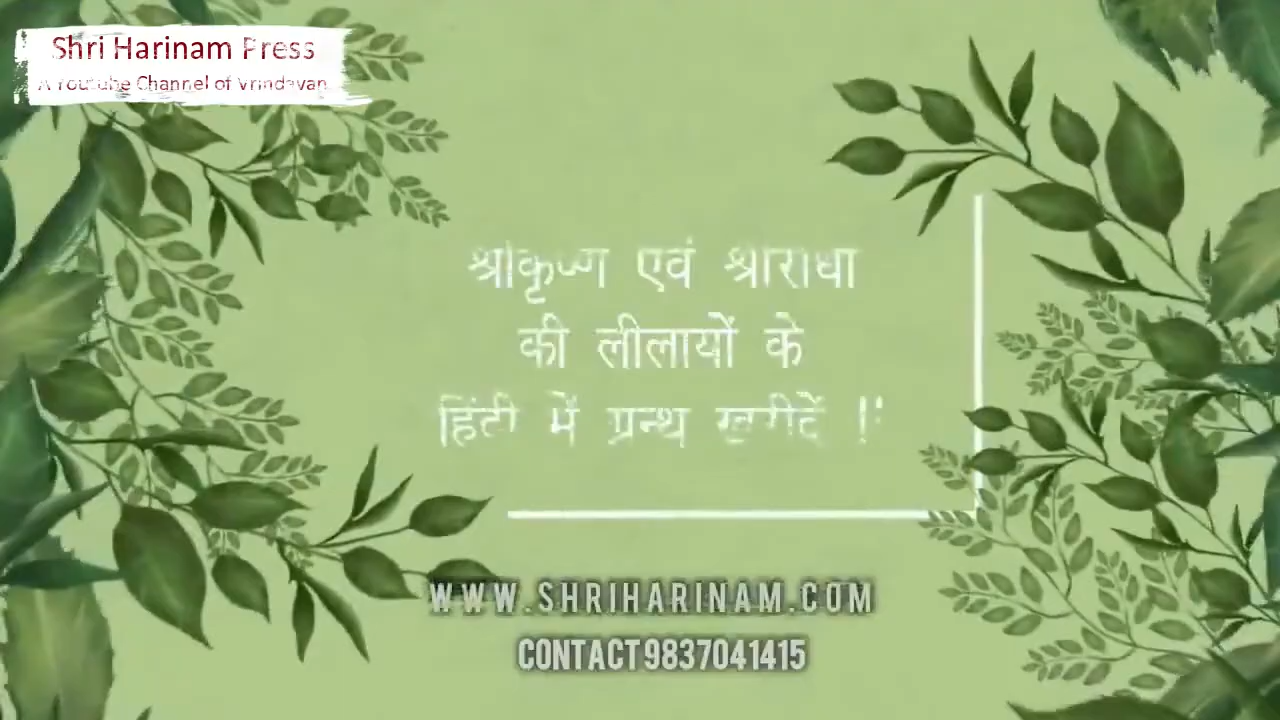 Shri Harinam Press
A Youtube Channel of Vrindavan
श्रीकृष्ण एवं श्रीराधा
की लीलायों के
हिंदी में ग्रन्थ खरीदें !!
WWW.SHRIHARINAM.COM
CONTACT 9837041415